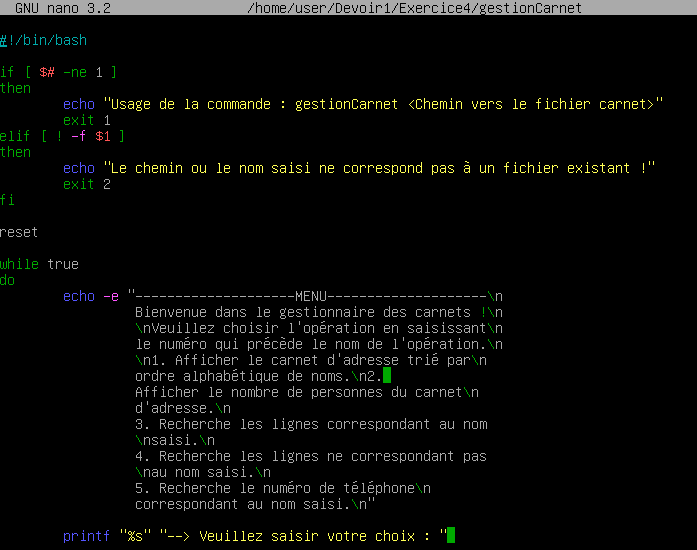 GNU nano 3.2 /home/user/Devoir1/Exercice4/gestionCarnet
#!/bin/bash
if [ $# -ne 1 ]
then
echo "Usage de la commande : gestionCarnet <Chemin vers le fichier carnet>"
exit 1
elif [ ! -f $1 ]
then
echo "Le chemin ou le nom saisi ne correspond pas à un fichier existant !"
exit 2
fi
reset
while true
do
echo -e "--------------------MENU--------------------\n
Bienvenue dans le gestionnaire des carnets !\n
\nVeuillez choisir l'opération en saisissant\n
le numéro qui précède le nom de l'opération.\n
\n1. Afficher le carnet d'adresse trié par\n
ordre alphabétique de noms.\n2.
Afficher le nombre de personnes du carnet\n
d'adresse.\n
3. Recherche les lignes correspondant au nom
\nsaisi.\n
4. Recherche les lignes ne correspondant pas
\nau nom saisi.\n
5. Recherche le numéro de téléphone\n
correspondant au nom saisi.\n"
printf "%s" "--> Veuillez saisir votre choix : "